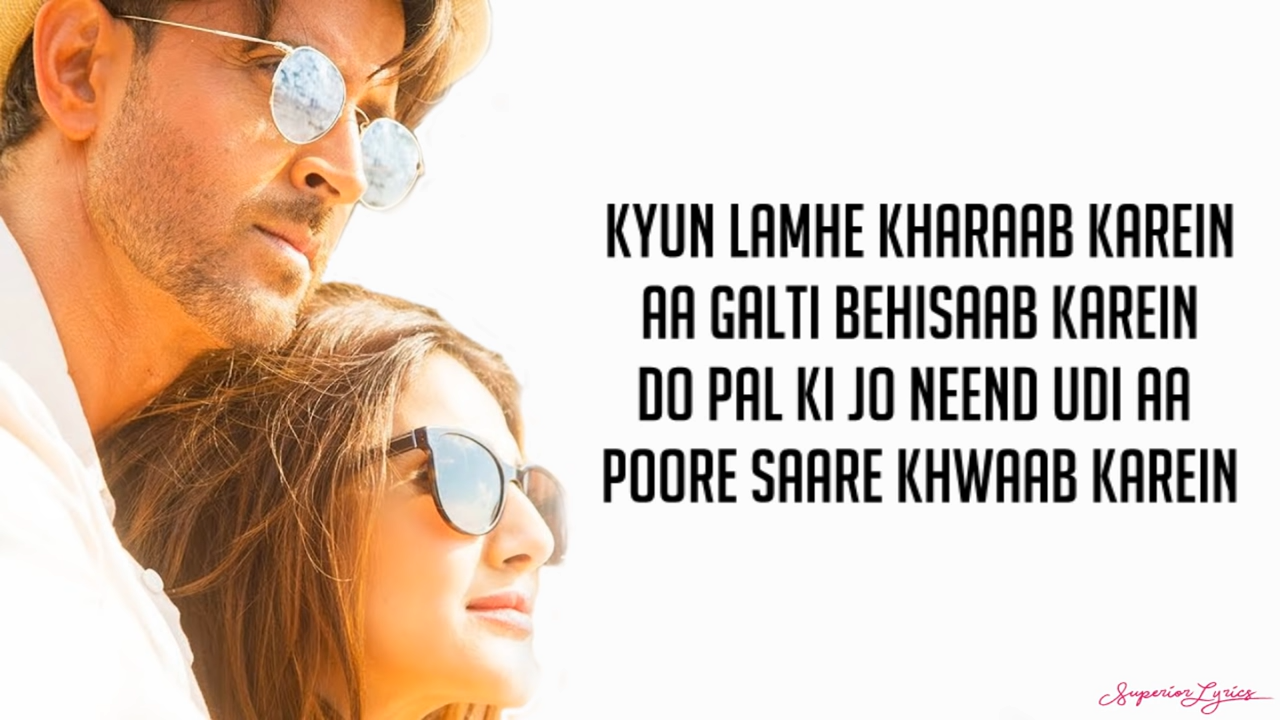 KYUN LAMHE KHARAAB KAREIN
AA GALTI BEHISAAB KAREIN
DO PAL KI JO NEEND UDI AA
POORE SAARE KHWAAB KAREIN
Superior Lyrics